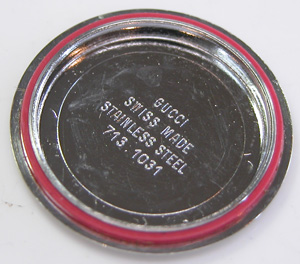 GUCCI
SWISS MADE
STAINLESS STEEL
713.1031